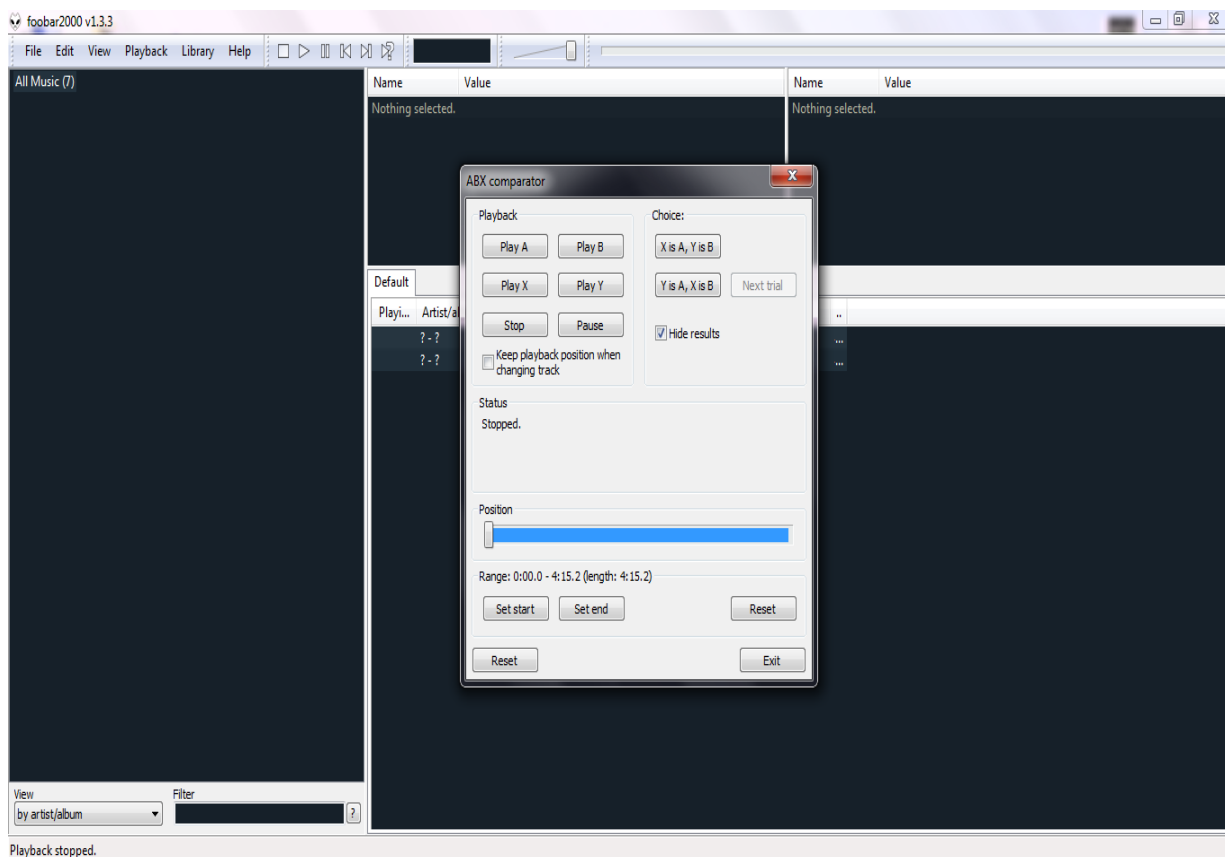 foobar2000 v1.3.3
File Edit View Playback Library Help
All Music (7)
Name Value
Nothing selected.
Name Value
Nothing selected.
Default
Playi... Artist/al
? - ?
? - ?
..
...
...
ABX comparator
Playback
Play A Play B
Play X Play Y
Stop Pause
Keep playback position when
changing track
Choice:
X is A, Y is B
Y is A, X is B Next trial
Hide results
Status
Stopped.
Position
Range: 0:00.0 - 4:15.2 (length: 4:15.2)
Set start Set end Reset
Reset Exit
View Filter
by artist/album ?
Playback stopped.